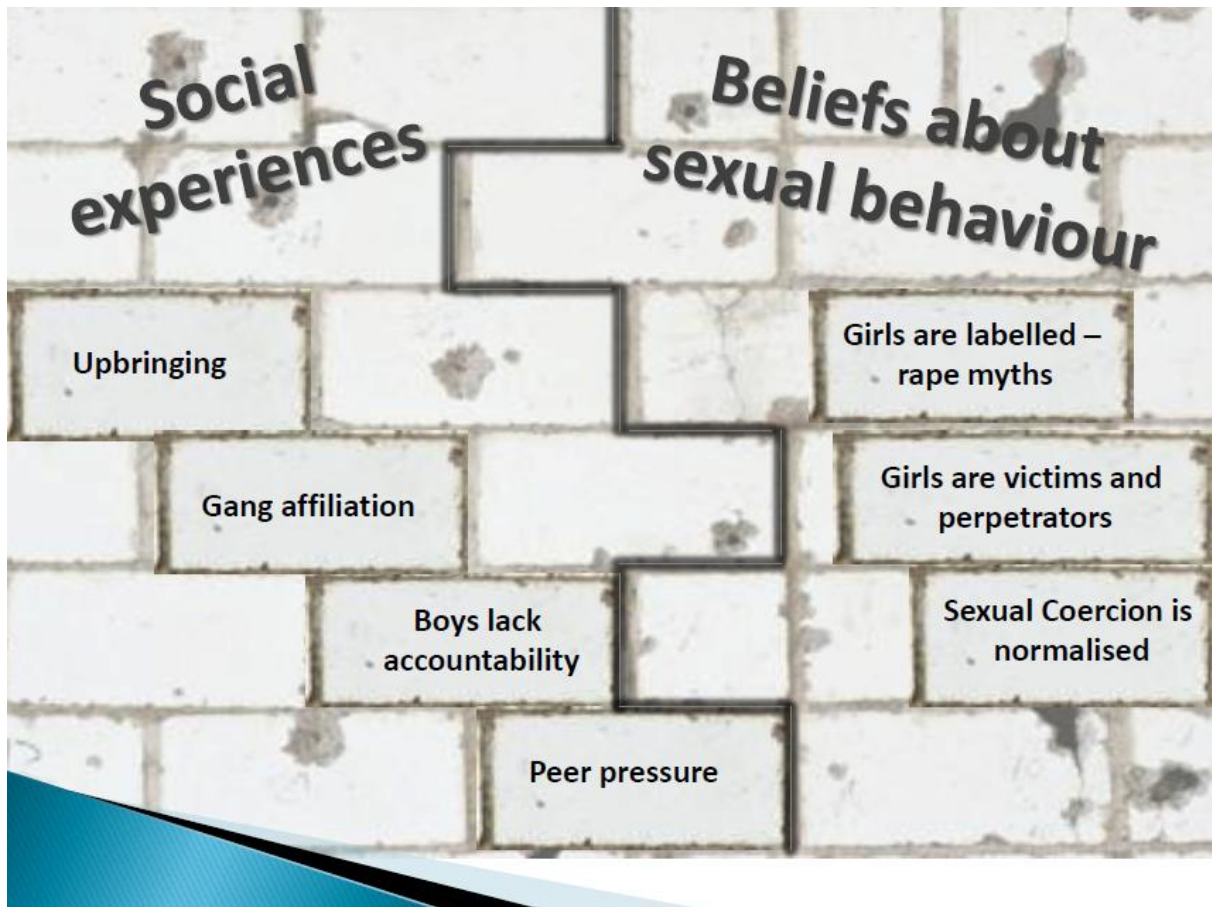 Social
experiences
Beliefs about
sexual behaviour
Upbringing
Gang affiliation
Boys lack
accountability
Peer pressure
Girls are labelled –
rape myths
Girls are victims and
perpetrators
Sexual Coercion is
normalised